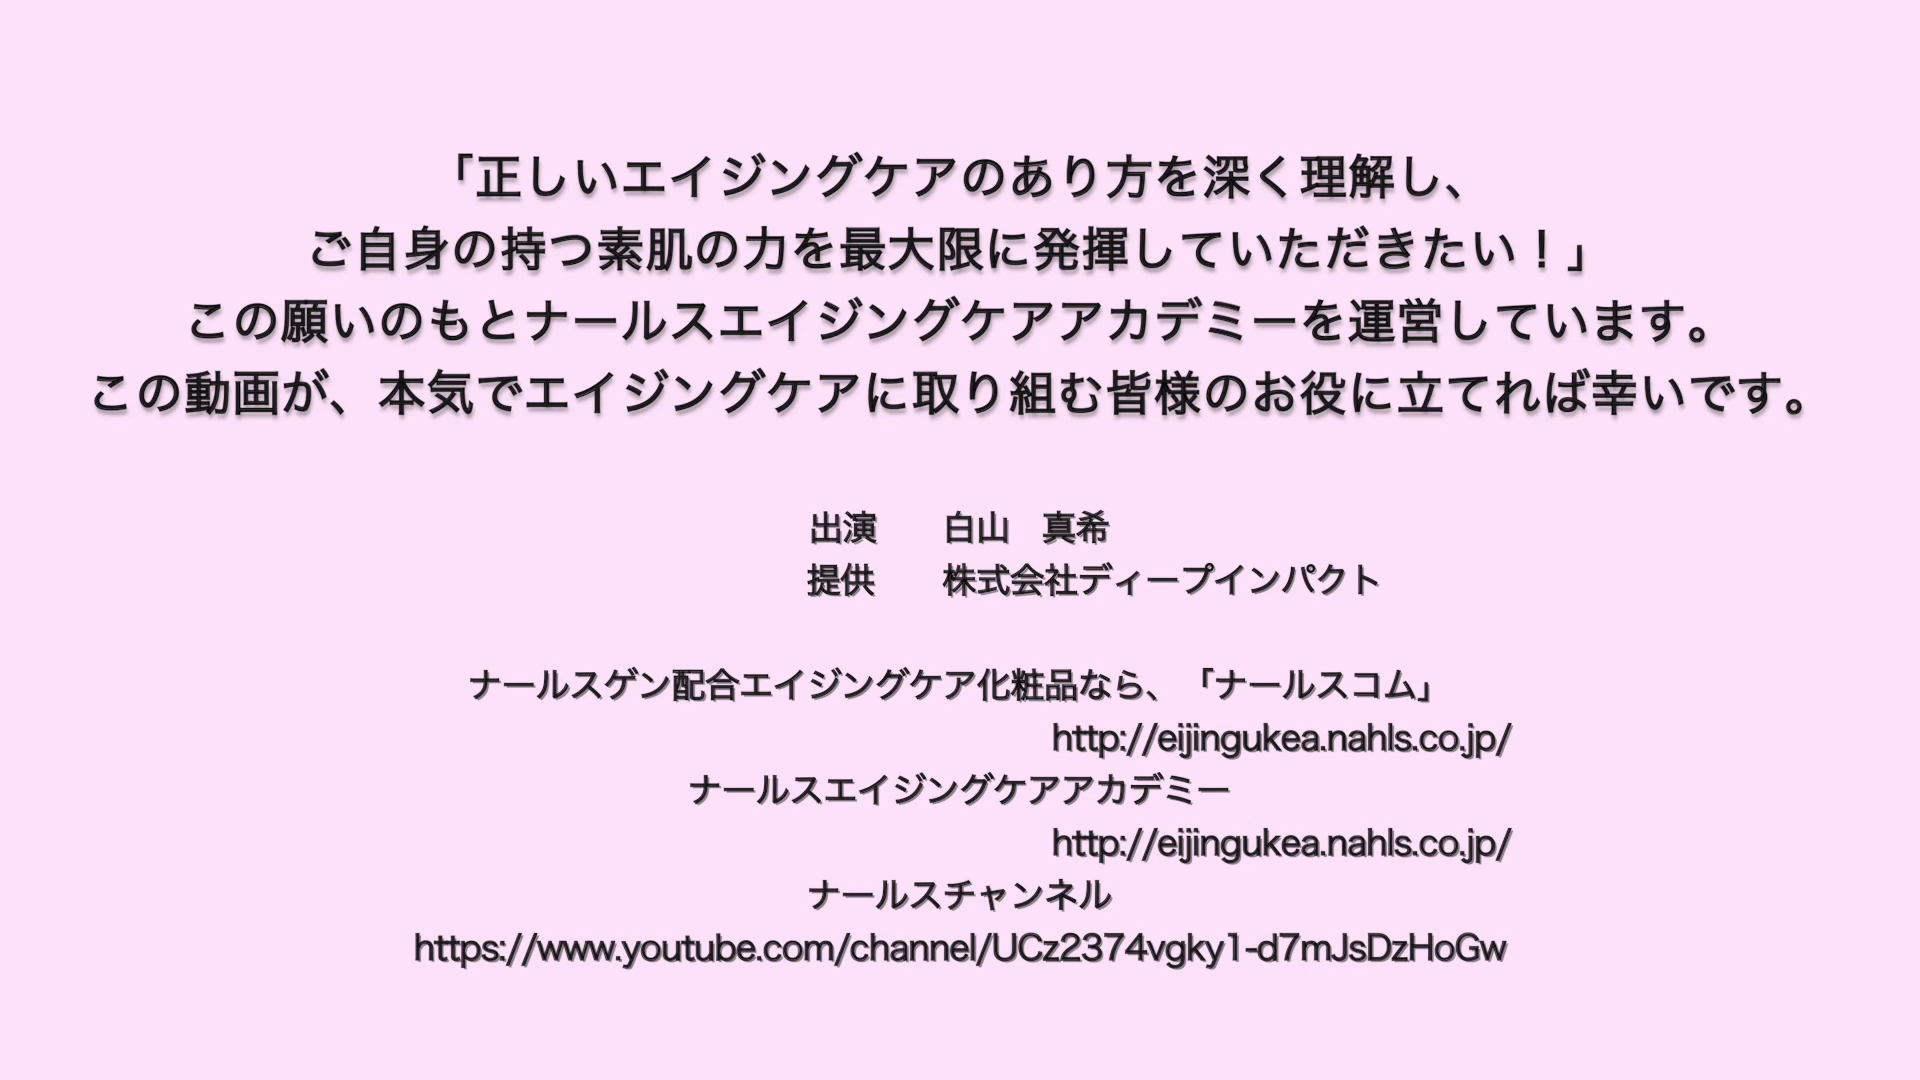 「正しいエイジングケアのあり方を深く理解し、
ご自身の持つ素肌の力を最大限に発揮していただきたい！」
この願いのもとナールスエイジングケアアカデミーを運営しています。
この動画が、本気でエイジングケアに取り組む皆様のお役に立てれば幸いです。
出演　　白山　真希
提供　　株式会社ディープインパクト
ナールスゲン配合エイジングケア化粧品なら、「ナールスコム」
http://eijingukea.nahls.co.jp/
ナールスエイジングケアアカデミー
http://eijingukea.nahls.co.jp/
ナールスチャンネル
https://www.youtube.com/channel/UCz2374vgky1-d7mJsDzHoGw